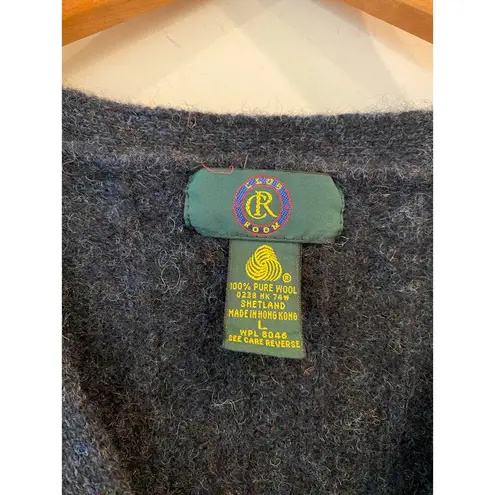 CLUB
CR
ROOM
®
100% PURE WOOL
0238 HK 74W
SHETLAND
MADE IN HONG KONG
L
WPL 8046
SEE CARE REVERSE